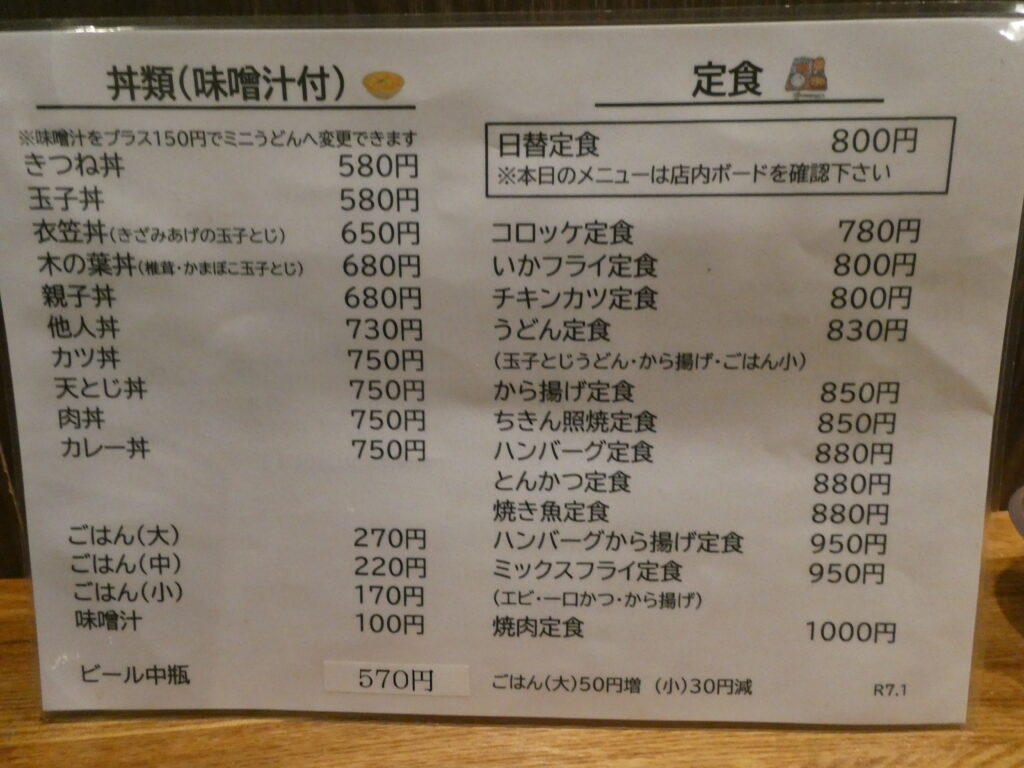 丼類(味噌汁付)
※味噌汁をプラス150円でミニうどんへ変更できます
きつね丼 580円
玉子丼 580円
衣笠丼(きざみあげの玉子とじ) 650円
木の葉丼(椎茸・かまぼこ玉子とじ) 680円
親子丼 680円
他人丼 730円
カツ丼 750円
天とじ丼 750円
肉丼 750円
カレー丼 750円
ごはん(大) 270円
ごはん(中) 220円
ごはん(小) 170円
味噌汁 100円
ビール中瓶 570円
定食
日替定食 800円
※本日のメニューは店内ボードを確認下さい
コロッケ定食 780円
いかフライ定食 800円
チキンカツ定食 800円
うどん定食 830円
(玉子とじうどん・から揚げ・ごはん小)
から揚げ定食 850円
ちきん照焼定食 850円
ハンバーグ定食 880円
とんかつ定食 880円
焼き魚定食 880円
ハンバーグから揚げ定食 950円
ミックスフライ定食 950円
(エビ・一口かつ・から揚げ)
焼肉定食 1000円
ごはん(大)50円増 (小)30円減
R7.1